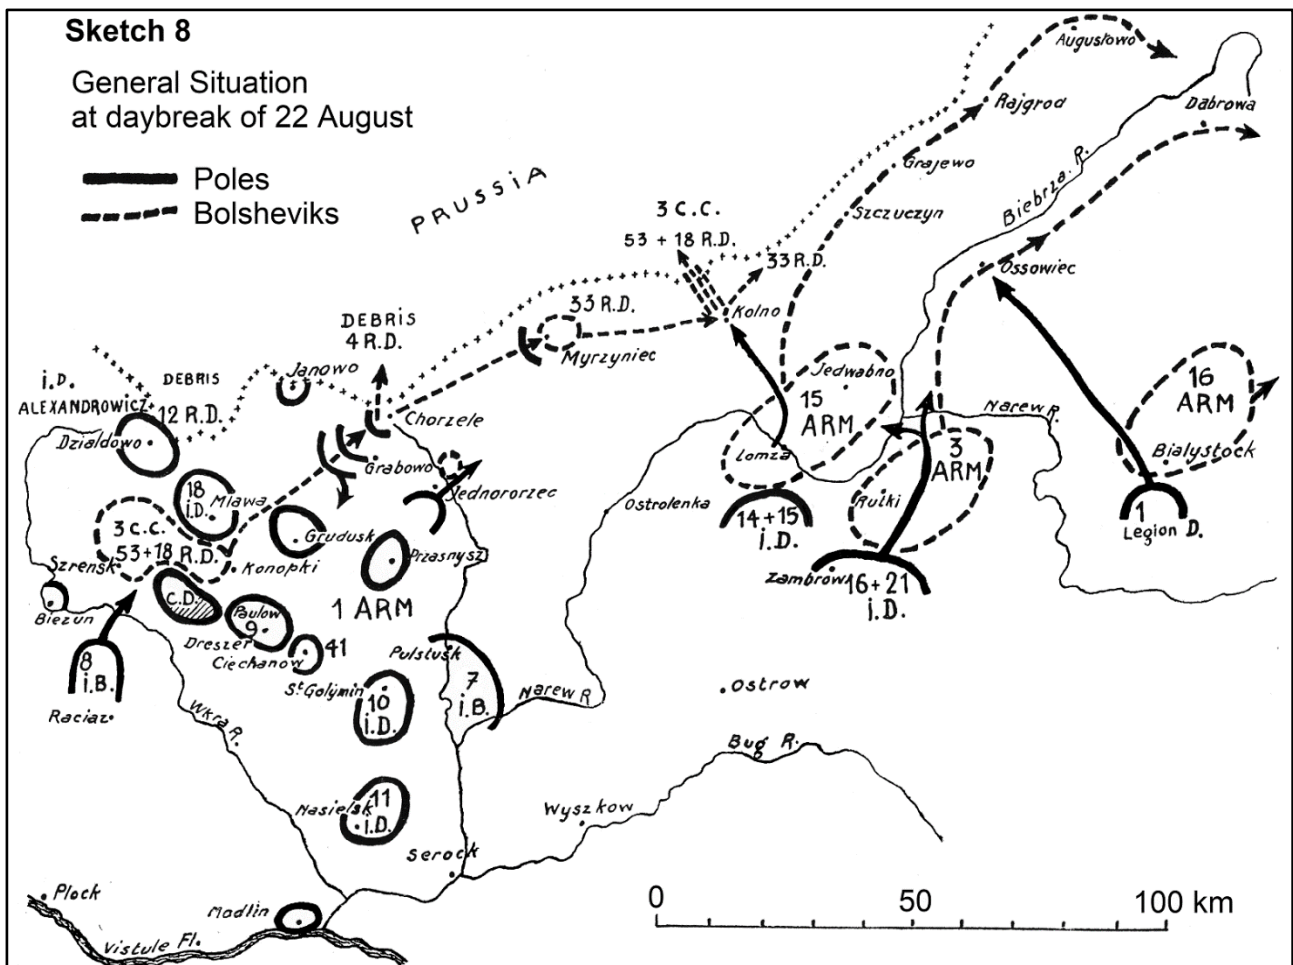 Sketch 8
General Situation
at daybreak of 22 August
Poles
Bolsheviks
PRUSSIA
Augustowo
Rajgrod
Dabrowa
Grajewo
Szczuczyn
Biebrza. R.
Ossowiec
3 C.C.
53 + 18 R.D.
33 R.D.
Kolno
33 R.D.
Myrzyniec
DEBRIS
4 R.D.
Janowo
Chorzele
i.D.
ALEXANDROWICZ
DEBRIS
12 R.D.
Dzialdowo
18
i.D.
Mlawa
Grabowo
Jednorozec
Grudusk
Przasnysz
3 C.C.
53+18 R.D.
Szrensk
Konopki
Biezun
C.D.
Paulow
9
Dreszer
Ciechanow
41
1 ARM
8
i.B.
Raciaz
Wkra R.
St Golymin
10
i.D.
Pulstusk
7
i.B.
Narew R
Nasielsk
11
i.D.
Serock
Modlin
Plock
Vistule Fl.
Wyszkow
Bug R.
Ostrow
Ostrolenka
Lomza
15
ARM
Jedwabno
14+15
i.D.
3
ARM
Rutki
Zambrow
16+21
i.D.
Narew R.
16
ARM
Bialystock
1
Legion D.
0 50 100 km